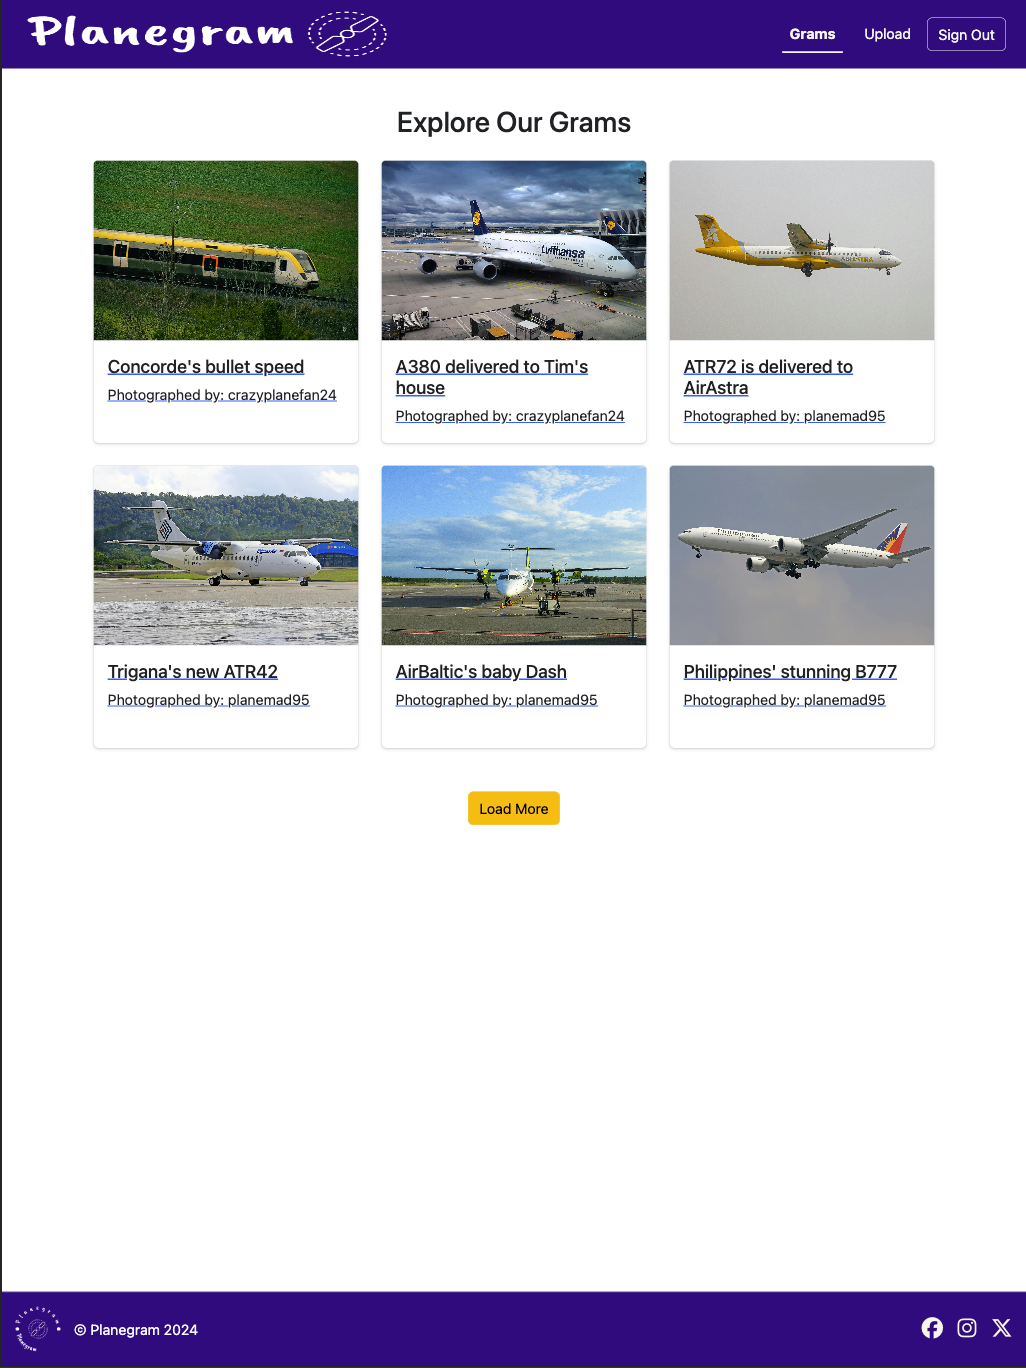 Planegram
Grams
Upload
Sign Out
Explore Our Grams
Lufthansa
Concorde's bullet speed
Photographed by: crazyplanefan24
A380 delivered to Tim's
house
Photographed by: crazyplanefan24
ATR72 is delivered to
AirAstra
Photographed by: planemad95
Trigana's new ATR42
Photographed by: planemad95
AirBaltic's baby Dash
Photographed by: planemad95
Philippines' stunning B777
Photographed by: planemad95
Load More
Planegram
© Planegram 2024